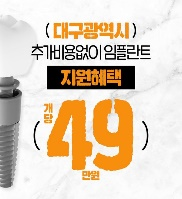 ( 대구광역시 )
추가비용없이 임플란트
지원혜택
( 개당 49 만원 )